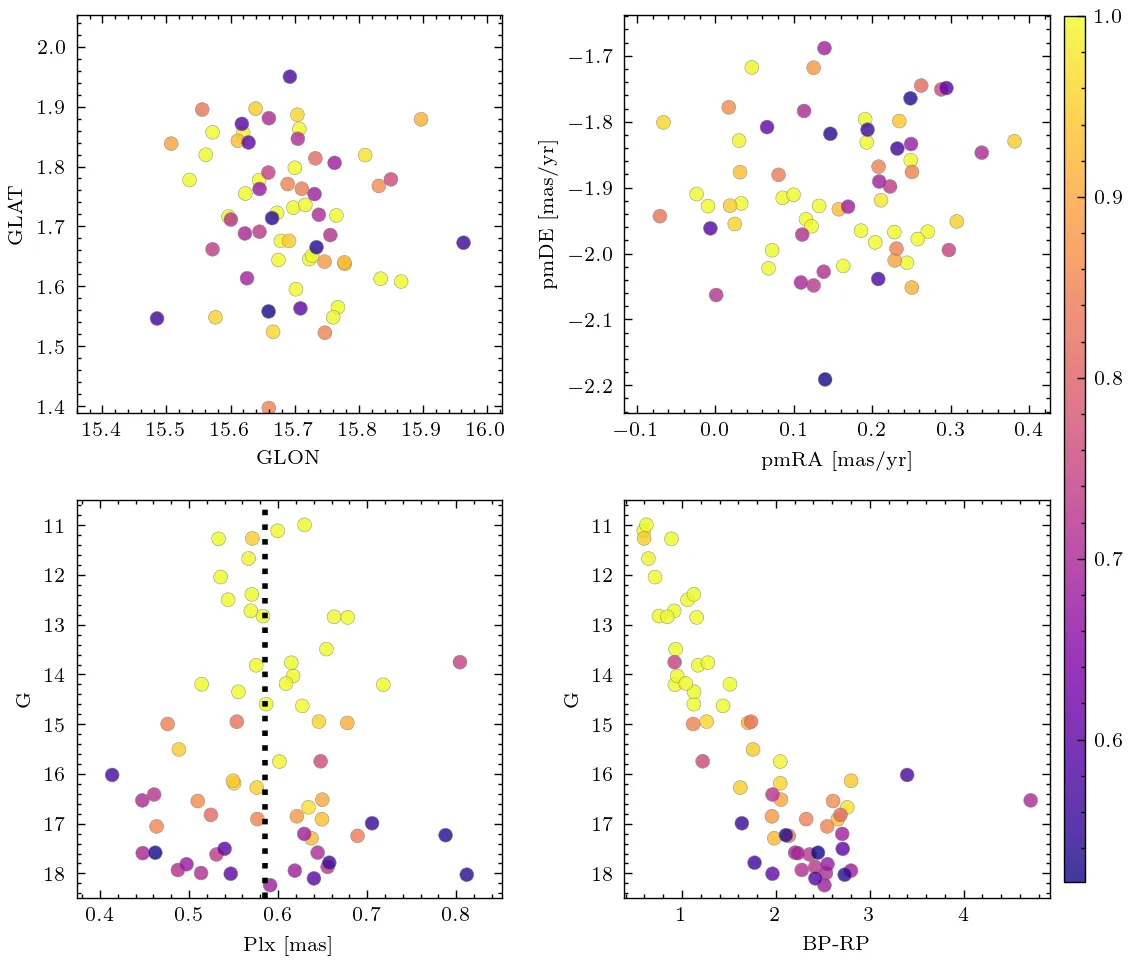 2.0
1.9
1.8
1.7
1.6
1.5
1.4
GLAT
15.4 15.5 15.6 15.7 15.8 15.9 16.0
GLON
−1.7
−1.8
−1.9
−2.0
−2.1
−2.2
pmDE [mas/yr]
−0.1 0.0 0.1 0.2 0.3 0.4
pmRA [mas/yr]
1.0
0.9
0.8
0.7
0.6
11
12
13
14
15
16
17
18
G
0.4 0.5 0.6 0.7 0.8
Plx [mas]
11
12
13
14
15
16
17
18
G
1 2 3 4
BP-RP